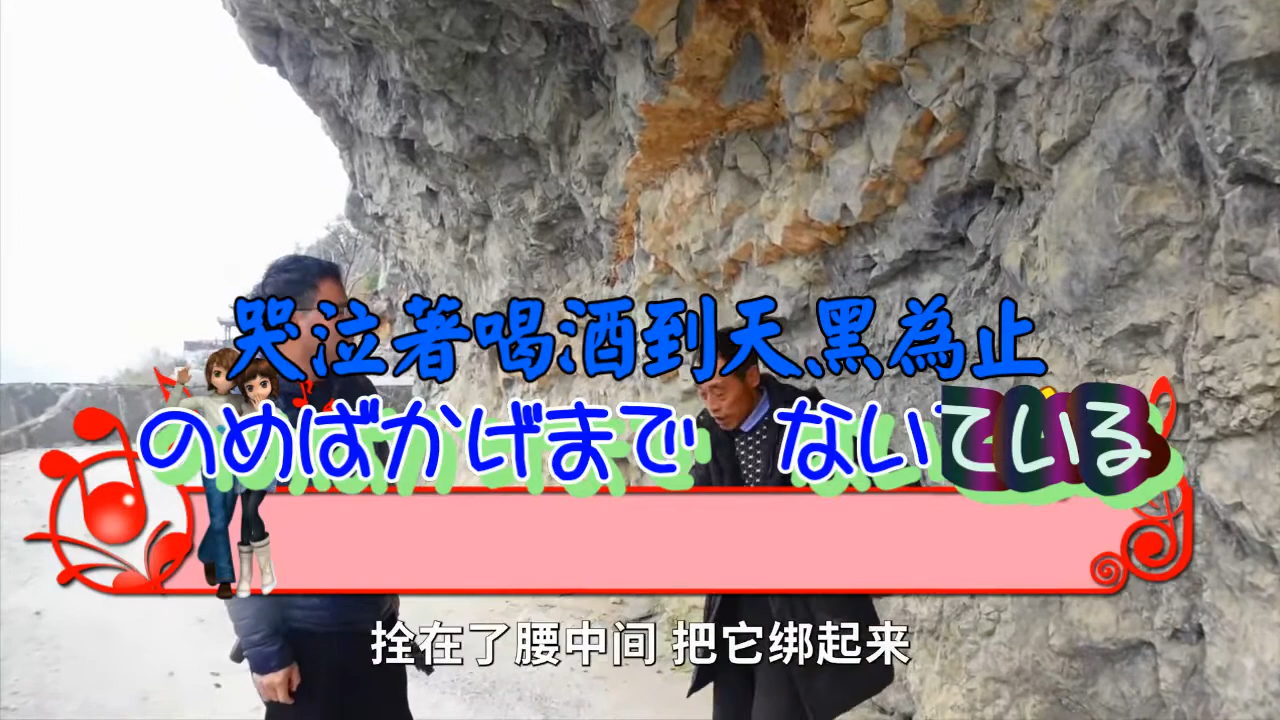 哭泣著喝酒到天黑為止
のめばかげまで ないている
拴在了腰中间 把它绑起来